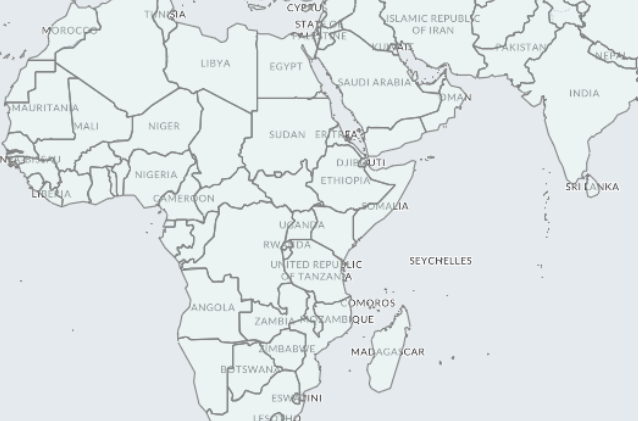 CYPRUS
TUNISIA
ISLAMIC REPUBLIC
OF IRAN
STATE OF
PALESTINE
MOROCCO
KUWAIT
PAKISTAN
NEPAL
LIBYA
EGYPT
SAUDI ARABIA
INDIA
OMAN
MAURITANIA
MALI
NIGER
SUDAN
ERITREA
BISSAU
DJIBOUTI
NIGERIA
ETHIOPIA
SRI LANKA
LIBERIA
CAMEROON
SOMALIA
UGANDA
RWANDA
SEYCHELLES
UNITED REPUBLIC
OF TANZANIA
COMOROS
ANGOLA
ZAMBIA
MOZAMBIQUE
ZIMBABWE
MADAGASCAR
BOTSWANA
ESWATINI
LESOTHO